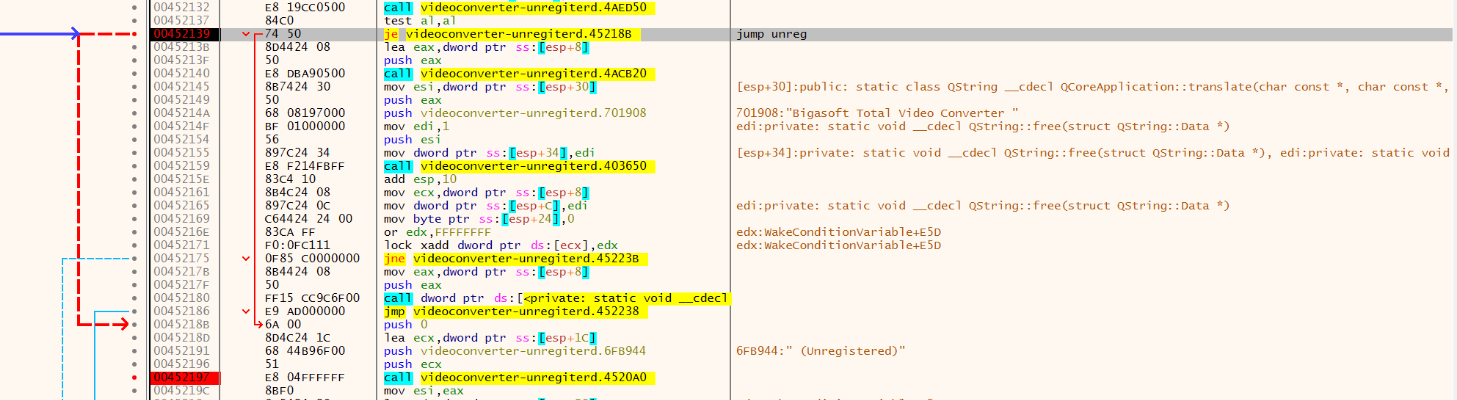 00452132 E8 19CC0500 call videoconverter-unregiterd.4AED50
00452137 84C0 test al,al
00452139 74 50 je videoconverter-unregiterd.45218B jump unreg
0045213B 8D4424 08 lea eax,dword ptr ss:[esp+8]
0045213F 50 push eax
00452140 E8 DBA90500 call videoconverter-unregiterd.4ACB20
00452145 8B7424 30 mov esi,dword ptr ss:[esp+30] [esp+30]:public: static class QString __cdecl QCoreApplication::translate(char const *, char const *,
00452149 50 push eax
0045214A 68 08197000 push videoconverter-unregiterd.701908 701908:"Bigasoft Total Video Converter "
0045214F BF 01000000 mov edi,1 edi:private: static void __cdecl QString::free(struct QString::Data *)
00452154 56 push esi
00452155 897C24 34 mov dword ptr ss:[esp+34],edi [esp+34]:private: static void __cdecl QString::free(struct QString::Data *), edi:private: static void
00452159 E8 F214FBFF call videoconverter-unregiterd.403650
0045215E 83C4 10 add esp,10
00452161 8B4C24 08 mov ecx,dword ptr ss:[esp+8]
00452165 897C24 0C mov dword ptr ss:[esp+C],edi edi:private: static void __cdecl QString::free(struct QString::Data *)
00452169 C64424 24 00 mov byte ptr ss:[esp+24],0
0045216E 83CA FF or edx,FFFFFFFF edx:WakeConditionVariable+E5D
00452171 F0:0FC111 lock xadd dword ptr ds:[ecx],edx edx:WakeConditionVariable+E5D
00452175 0F85 C0000000 jne videoconverter-unregiterd.45223B
0045217B 8B4424 08 mov eax,dword ptr ss:[esp+8]
0045217F 50 push eax
00452180 FF15 CC9C6F00 call dword ptr ds:[<private: static void __cdecl
00452186 E9 AD000000 jmp videoconverter-unregiterd.452238
0045218B 6A 00 push 0
0045218D 8D4C24 1C lea ecx,dword ptr ss:[esp+1C]
00452191 68 44B96F00 push videoconverter-unregiterd.6FB944 6FB944:" (Unregistered)"
00452196 51 push ecx
00452197 E8 04FFFFFF call videoconverter-unregiterd.4520A0
0045219C 8BF0 mov esi,eax